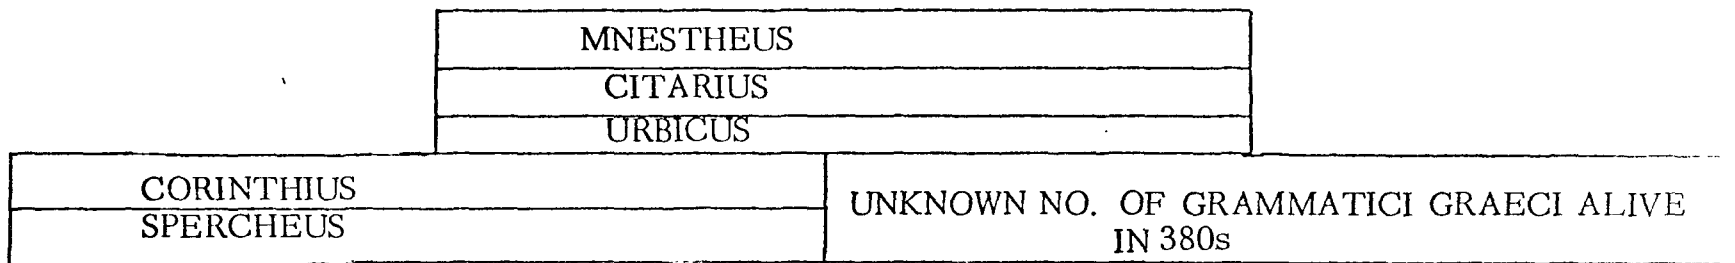 MNESTHEUS
CITARIUS
URBICUS
CORINTHIUS
SPERCHEUS
UNKNOWN NO. OF GRAMMATICI GRAECI ALIVE
IN 380s